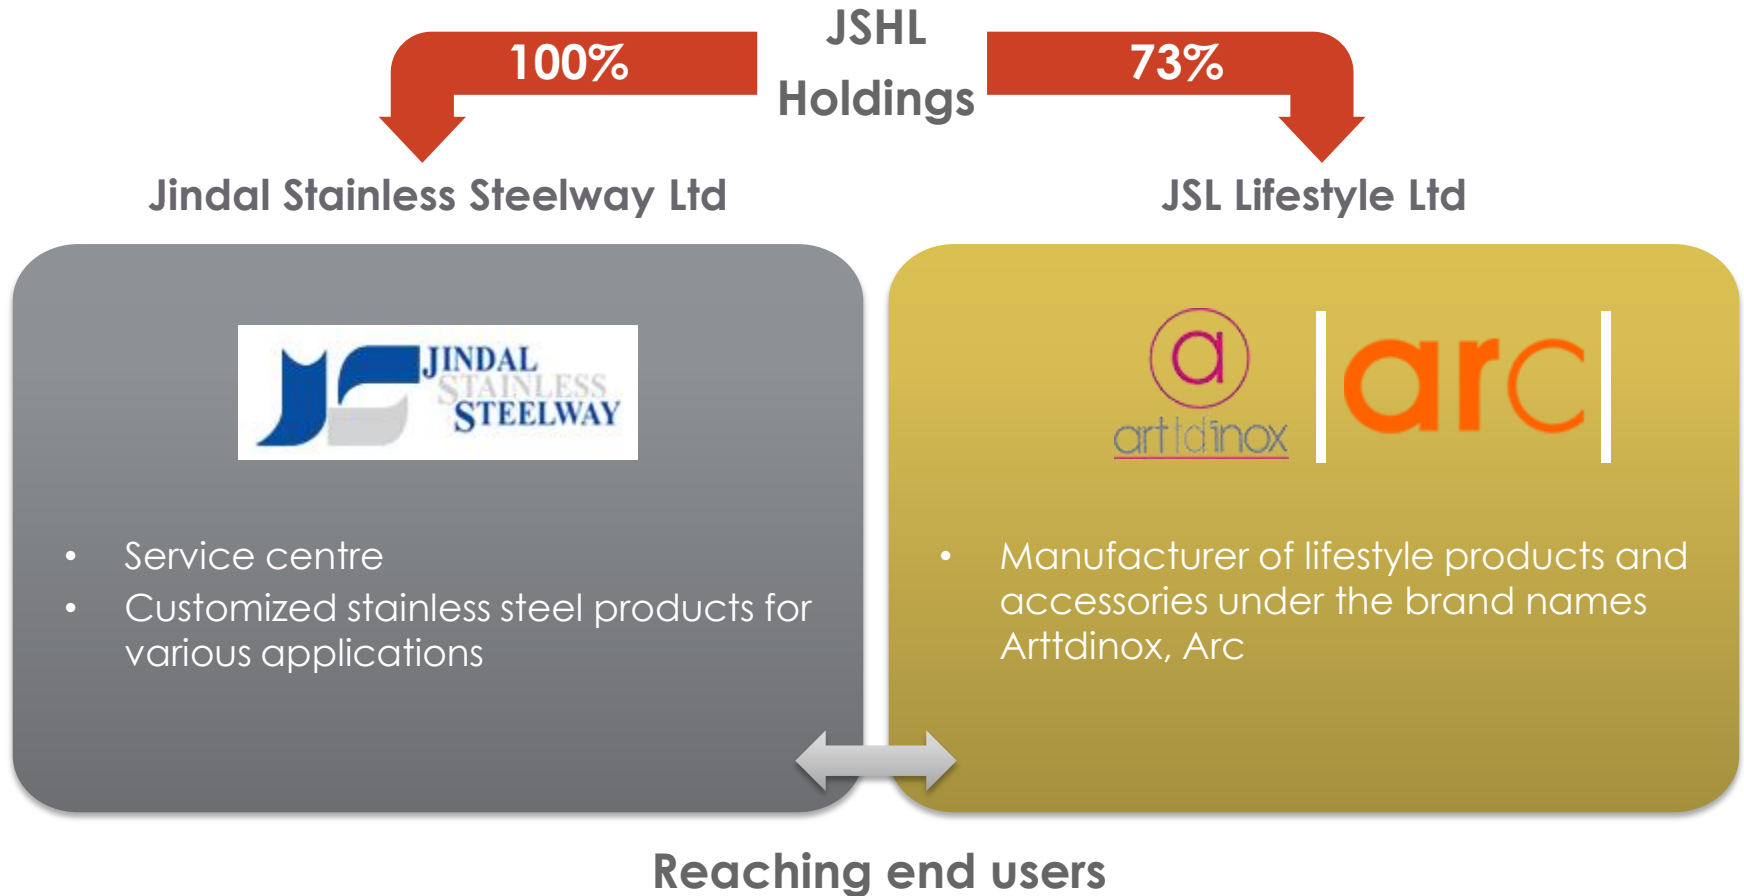 JSHL
Holdings
100%
73%
Jindal Stainless Steelway Ltd
JSL Lifestyle Ltd
JINDAL
STAINLESS
STEELWAY
a
arttdinox
arc
• Service centre
• Customized stainless steel products for
various applications
• Manufacturer of lifestyle products and
accessories under the brand names
Arttdinox, Arc
Reaching end users